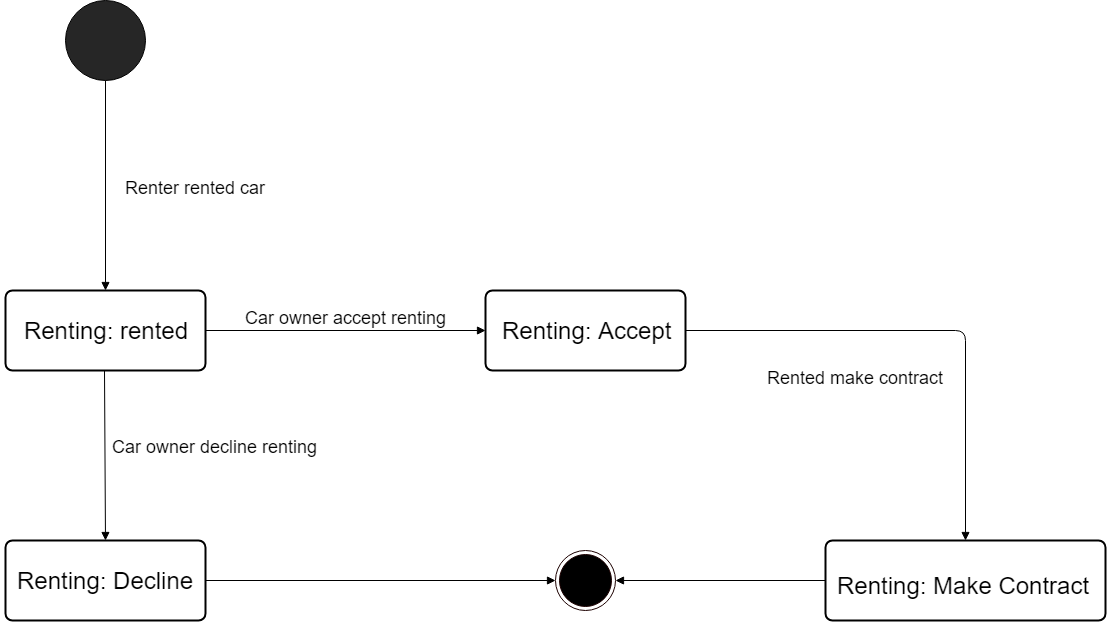 Renter rented car
Renting: rented
Car owner accept renting
Renting: Accept
Rented make contract
Car owner decline renting
Renting: Decline
Renting: Make Contract